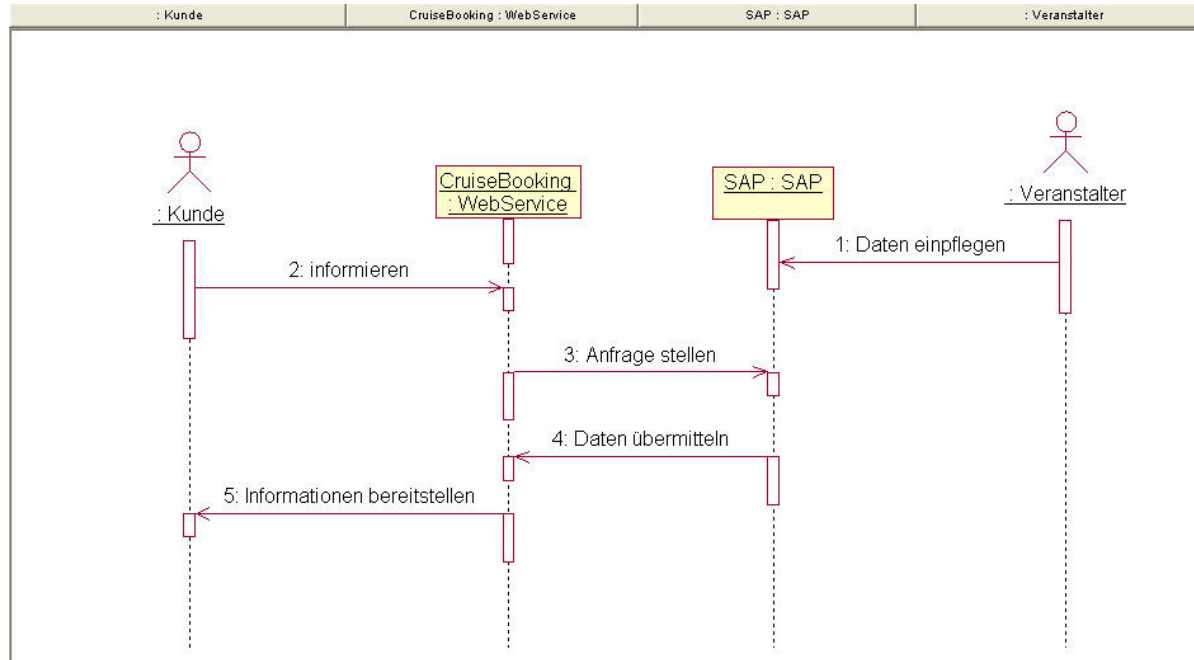 : Kunde
CruiseBooking : WebService
SAP : SAP
: Veranstalter
: Kunde
CruiseBooking
: WebService
SAP : SAP
: Veranstalter
1: Daten einpflegen
2: informieren
3: Anfrage stellen
4: Daten übermitteln
5: Informationen bereitstellen